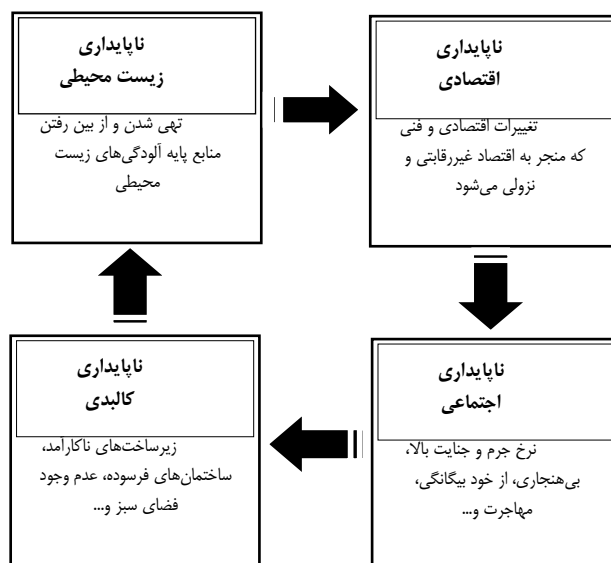 ناپایداری
زیست محیطی
تهی شدن و از بین رفتن
منابع پایه آلودگی‌های زیست
محیطی
ناپایداری
اقتصادی
تغییرات اقتصادی و فنی
که منجر به اقتصاد غیررقابتی و
نزولی می‌شود
ناپایداری
اجتماعی
نرخ جرم و جنایت بالا،
بی‌هنجاری، از خود بیگانگی،
مهاجرت و...
ناپایداری
کالبدی
زیرساخت‌های ناکارآمد،
ساختمان‌های فرسوده، عدم وجود
فضای سبز و...